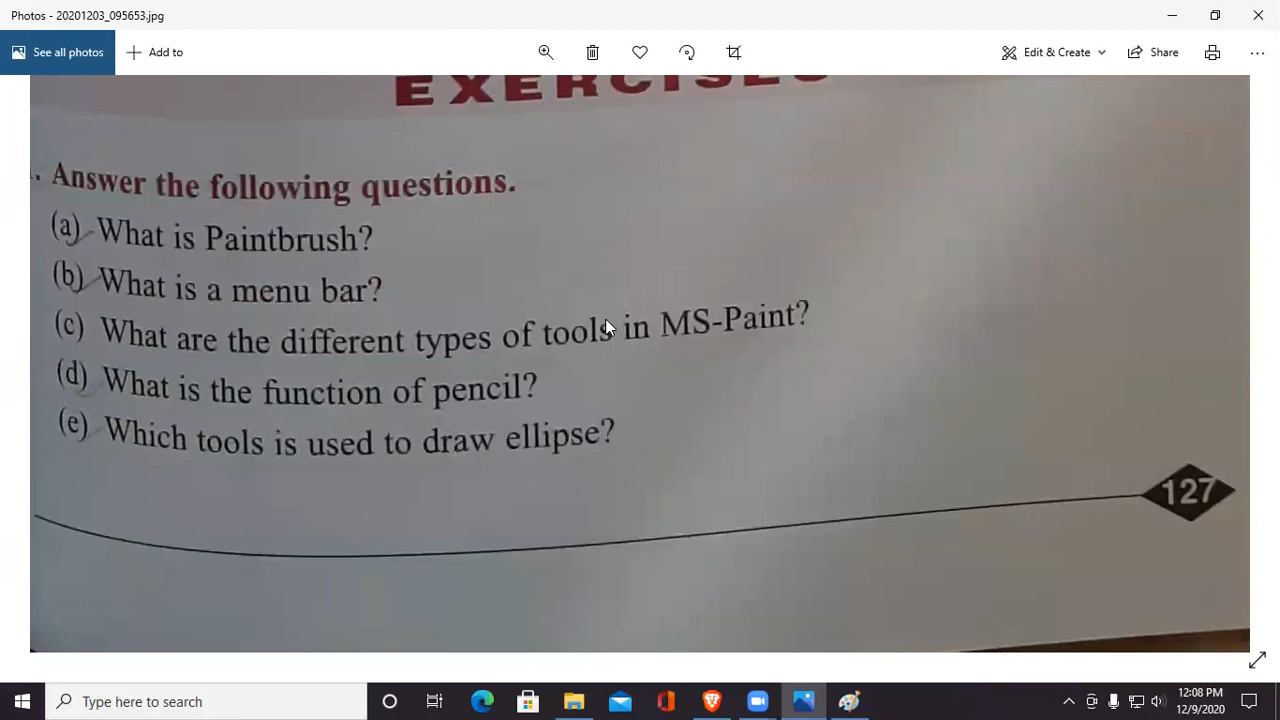 Photos - 20201203_095653.jpg
See all photos
Add to
Edit & Create
Share
EXERCISES
. Answer the following questions.
(a) What is Paintbrush?
(b) What is a menu bar?
(c) What are the different types of tools in MS-Paint?
(d) What is the function of pencil?
(e) Which tools is used to draw ellipse?
127
Type here to search
12:08 PM
12/9/2020